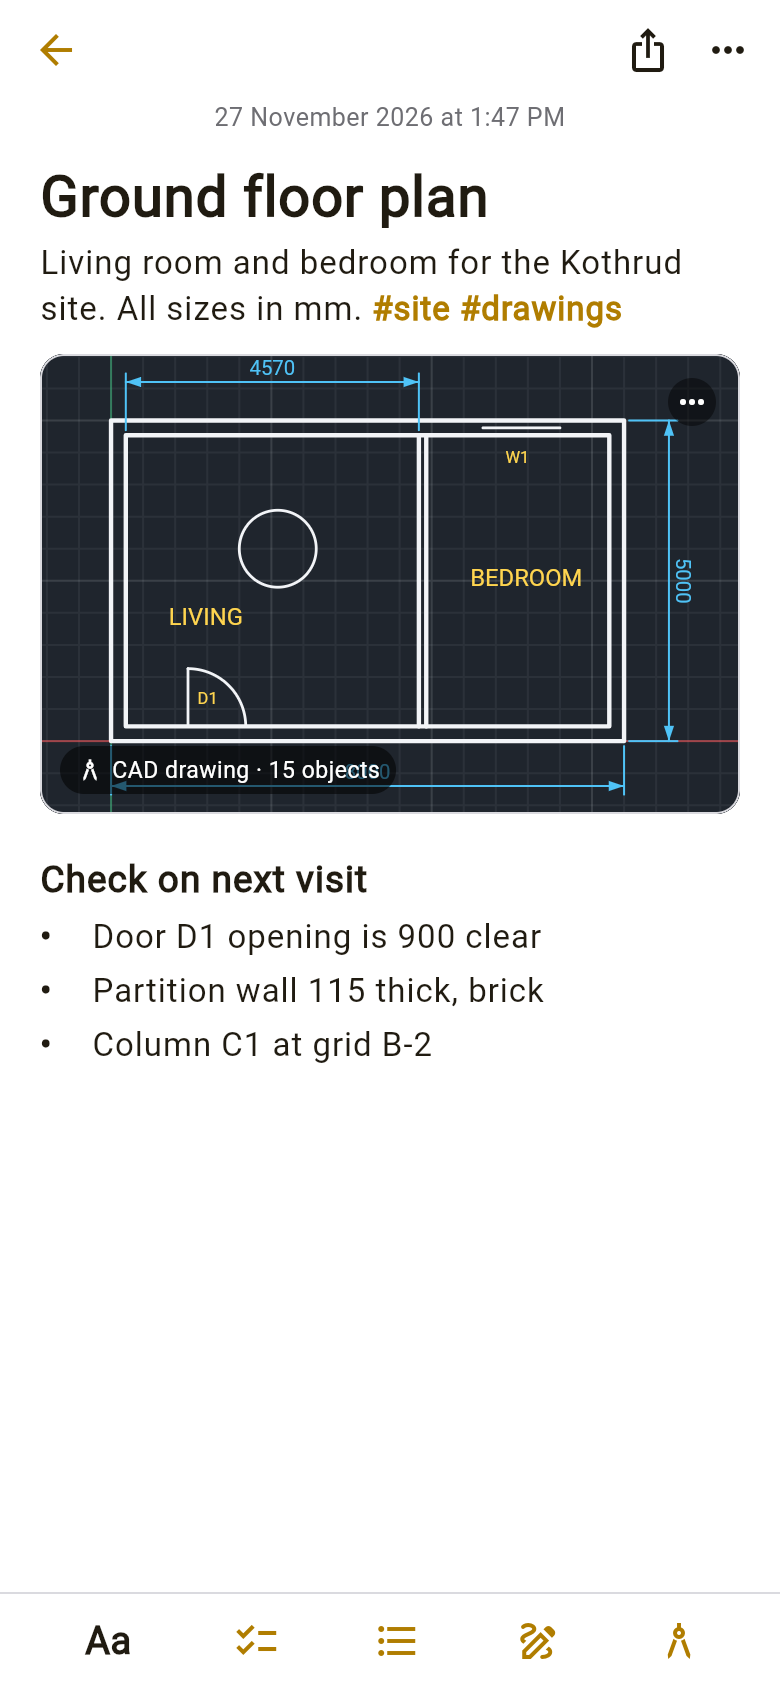 27 November 2026 at 1:47 PM
Ground floor plan
Living room and bedroom for the Kothrud
site. All sizes in mm. #site #drawings
4570
W1
BEDROOM
5000
LIVING
D1
CAD drawing · 15 objects
Check on next visit
• Door D1 opening is 900 clear
• Partition wall 115 thick, brick
• Column C1 at grid B-2
Aa